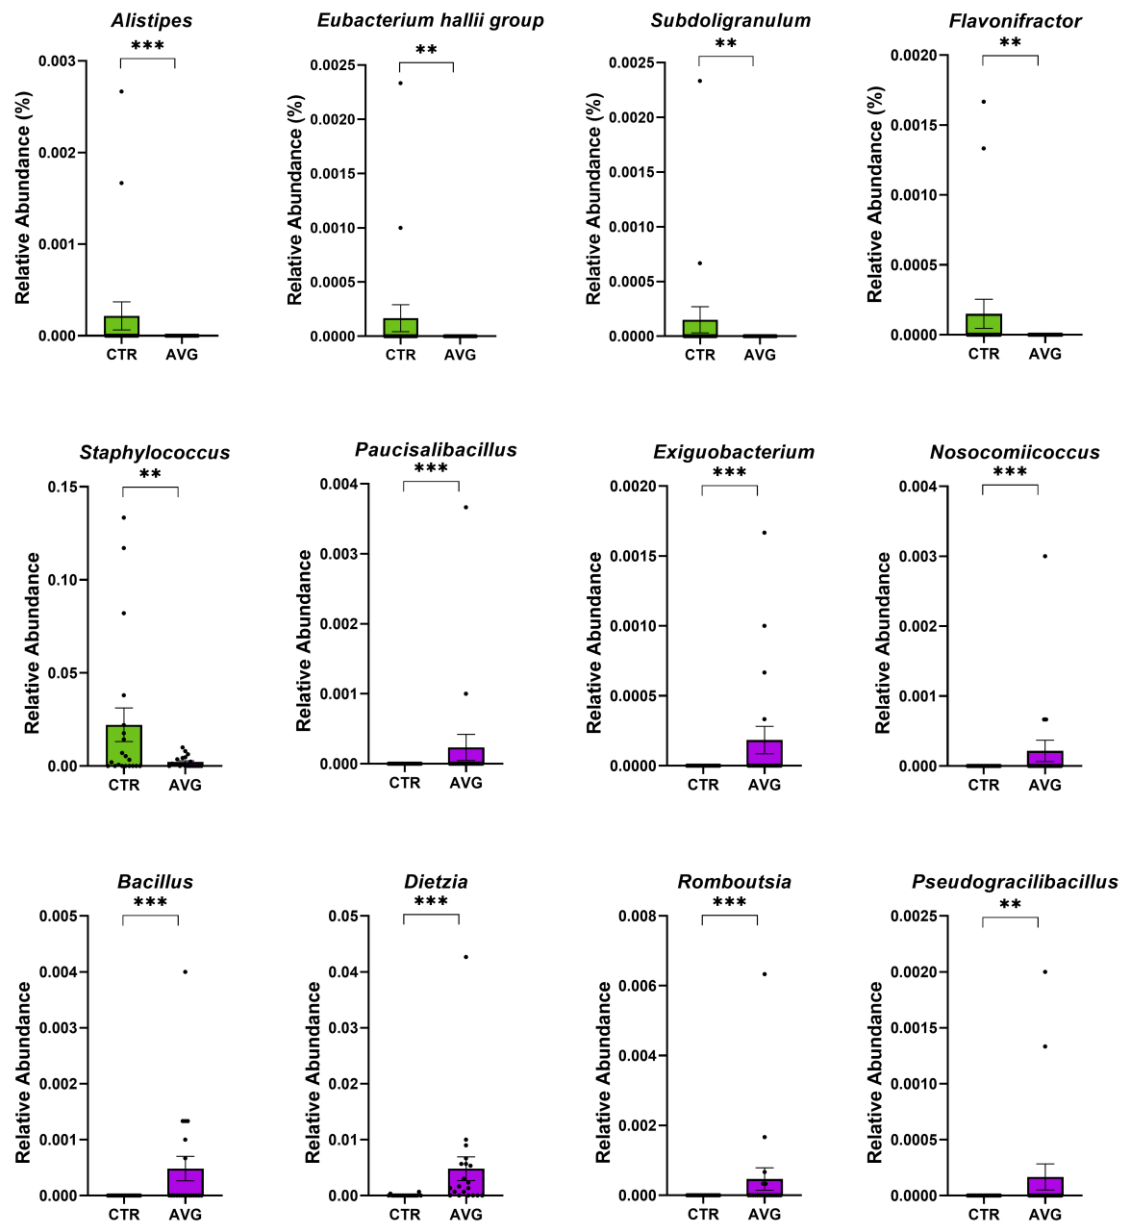 Alistipes
***
Relative Abundance (%)
0.003
0.002
0.001
0.000
CTR AVG
Eubacterium hallii group
**
Relative Abundance (%)
0.0025
0.0020
0.0015
0.0010
0.0005
0.0000
CTR AVG
Subdoligranulum
**
Relative Abundance (%)
0.0025
0.0020
0.0015
0.0010
0.0005
0.0000
CTR AVG
Flavonifractor
**
Relative Abundance (%)
0.0020
0.0015
0.0010
0.0005
0.0000
CTR AVG
Staphylococcus
**
Relative Abundance
0.15
0.10
0.05
0.00
CTR AVG
Paucisalibacillus
***
Relative Abundance
0.004
0.003
0.002
0.001
0.000
CTR AVG
Exiguobacterium
***
Relative Abundance
0.0020
0.0015
0.0010
0.0005
0.0000
CTR AVG
Nosocomiicoccus
***
Relative Abundance
0.004
0.003
0.002
0.001
0.000
CTR AVG
Bacillus
***
Relative Abundance
0.005
0.004
0.003
0.002
0.001
0.000
CTR AVG
Dietzia
***
Relative Abundance
0.05
0.04
0.03
0.02
0.01
0.00
CTR AVG
Romboutsia
***
Relative Abundance
0.008
0.006
0.004
0.002
0.000
CTR AVG
Pseudogracilibacillus
**
Relative Abundance
0.0025
0.0020
0.0015
0.0010
0.0005
0.0000
CTR AVG